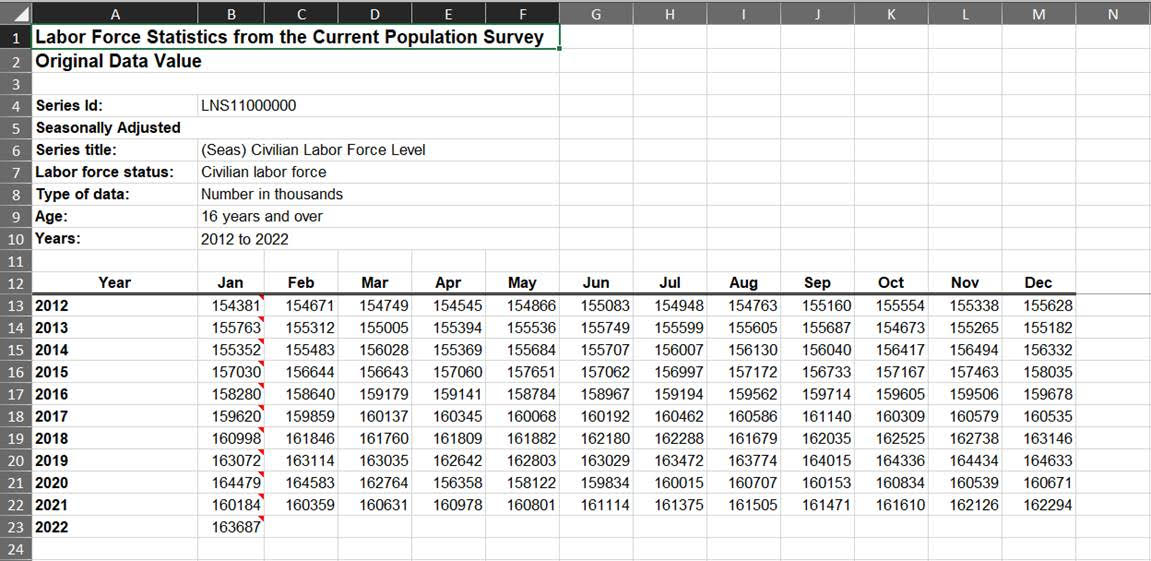 A B C D E F G H I J K L M N
1 Labor Force Statistics from the Current Population Survey
2 Original Data Value
3
4 Series Id: LNS11000000
5 Seasonally Adjusted
6 Series title: (Seas) Civilian Labor Force Level
7 Labor force status: Civilian labor force
8 Type of data: Number in thousands
9 Age: 16 years and over
10 Years: 2012 to 2022
11
12 Year Jan Feb Mar Apr May Jun Jul Aug Sep Oct Nov Dec
13 2012 154381 154671 154749 154545 154866 155083 154948 154763 155160 155554 155338 155628
14 2013 155763 155312 155005 155394 155536 155749 155599 155605 155687 154673 155265 155182
15 2014 155352 155483 156028 155369 155684 155707 156007 156130 156040 156417 156494 156332
16 2015 157030 156644 156643 157060 157651 157062 156997 157172 156733 157167 157463 158035
17 2016 158280 158640 159179 159141 158784 158967 159194 159562 159714 159605 159506 159678
18 2017 159620 159859 160137 160345 160068 160192 160462 160586 161140 160309 160579 160535
19 2018 160998 161846 161760 161809 161882 162180 162288 161679 162035 162525 162738 163146
20 2019 163072 163114 163035 162642 162803 163029 163472 163774 164015 164336 164434 164633
21 2020 164479 164583 162764 156358 158122 159834 160015 160707 160153 160834 160539 160671
22 2021 160184 160359 160631 160978 160801 161114 161375 161505 161471 161610 162126 162294
23 2022 163687
24